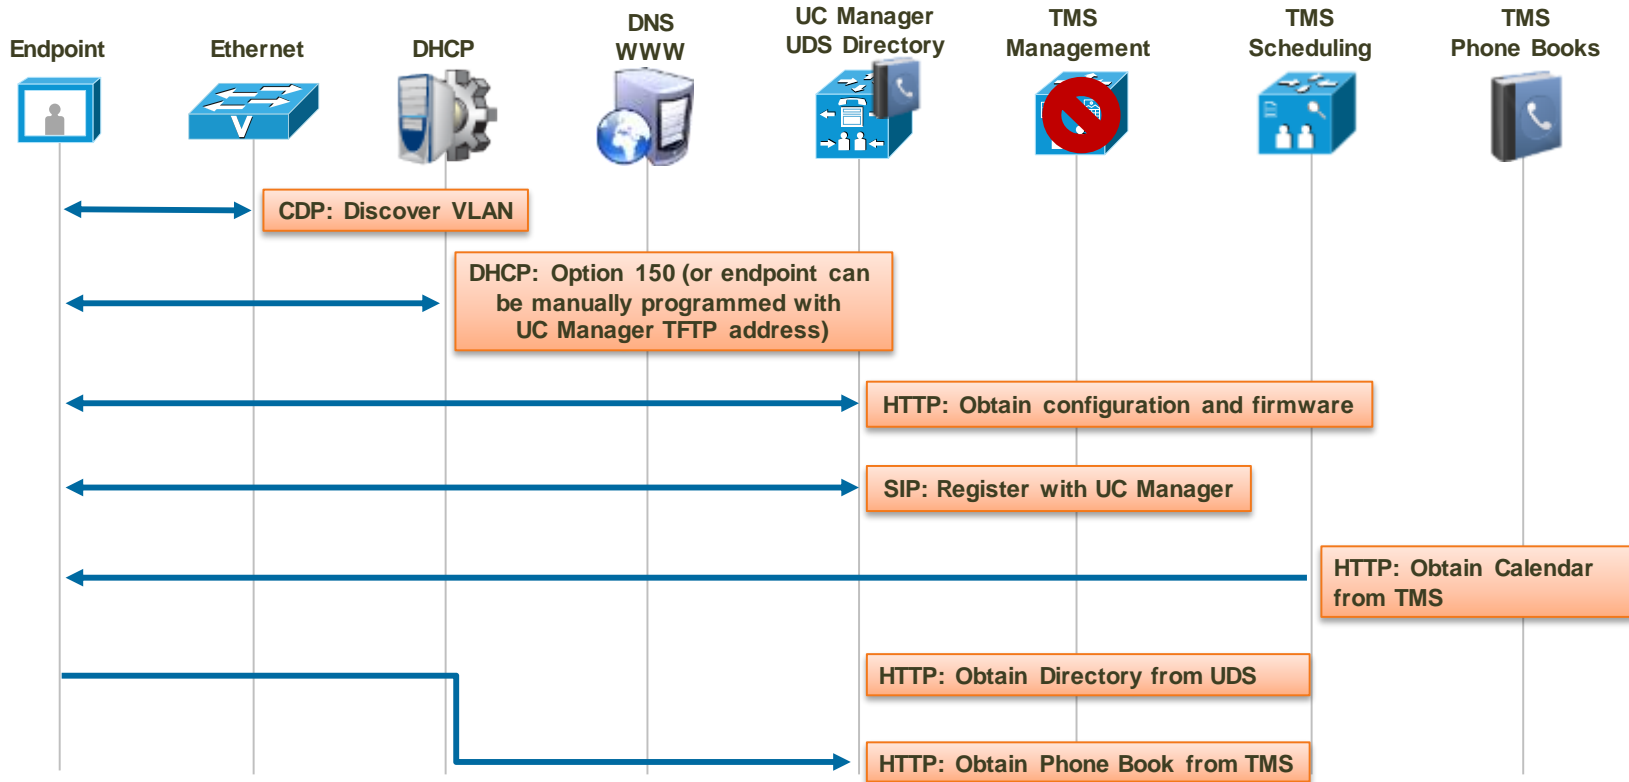 Endpoint
Ethernet
DHCP
DNS
WWW
UC Manager
UDS Directory
TMS
Management
TMS
Scheduling
TMS
Phone Books
V
CDP: Discover VLAN
DHCP: Option 150 (or endpoint can
be manually programmed with
UC Manager TFTP address)
HTTP: Obtain configuration and firmware
SIP: Register with UC Manager
HTTP: Obtain Calendar
from TMS
HTTP: Obtain Directory from UDS
HTTP: Obtain Phone Book from TMS